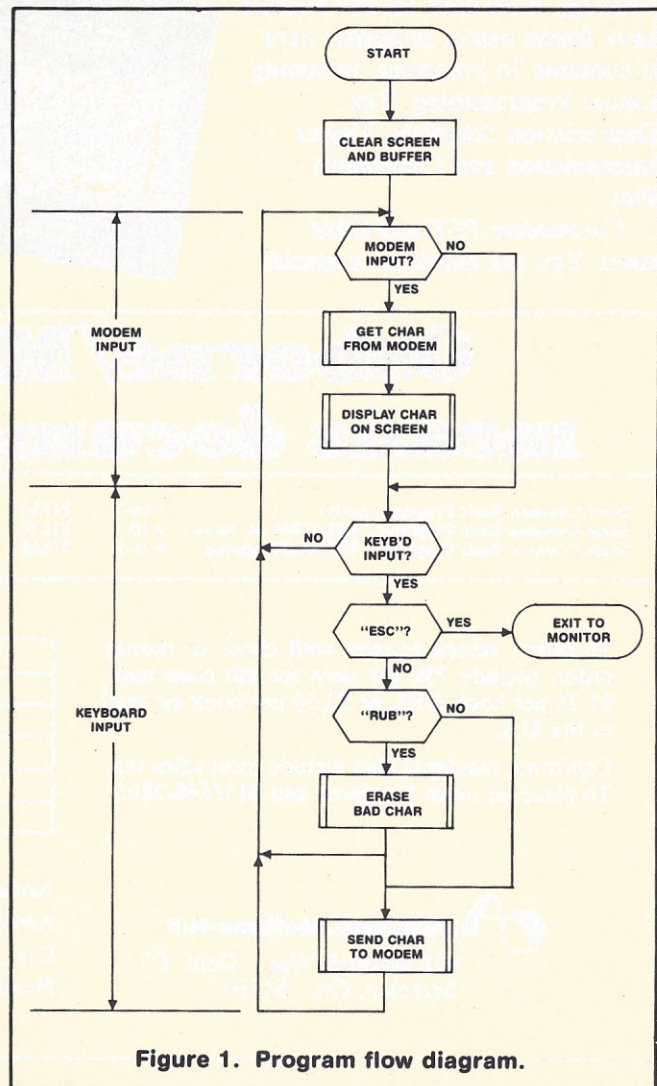 START
CLEAR SCREEN
AND BUFFER
MODEM
INPUT?
NO
YES
MODEM
INPUT
GET CHAR
FROM MODEM
DISPLAY CHAR
ON SCREEN
NO
KEYB'D
INPUT?
YES
"ESC"?
YES
EXIT TO
MONITOR
NO
KEYBOARD
INPUT
"RUB"?
NO
YES
ERASE
BAD CHAR
SEND CHAR
TO MODEM
Figure 1. Program flow diagram.